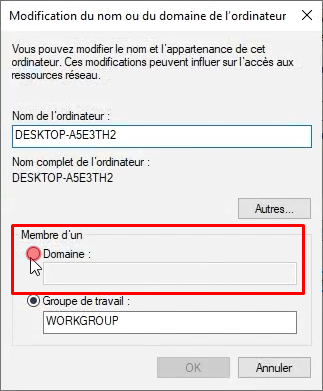 Modification du nom ou du domaine de l'ordinateur
Vous pouvez modifier le nom et l'appartenance de cet
ordinateur. Ces modifications peuvent influer sur l'accès aux
ressources réseau.
Nom de l'ordinateur :
DESKTOP-A5E3TH2
Nom complet de l'ordinateur :
DESKTOP-A5E3TH2
Autres...
Membre d'un
Domaine :
Groupe de travail :
WORKGROUP
OK
Annuler